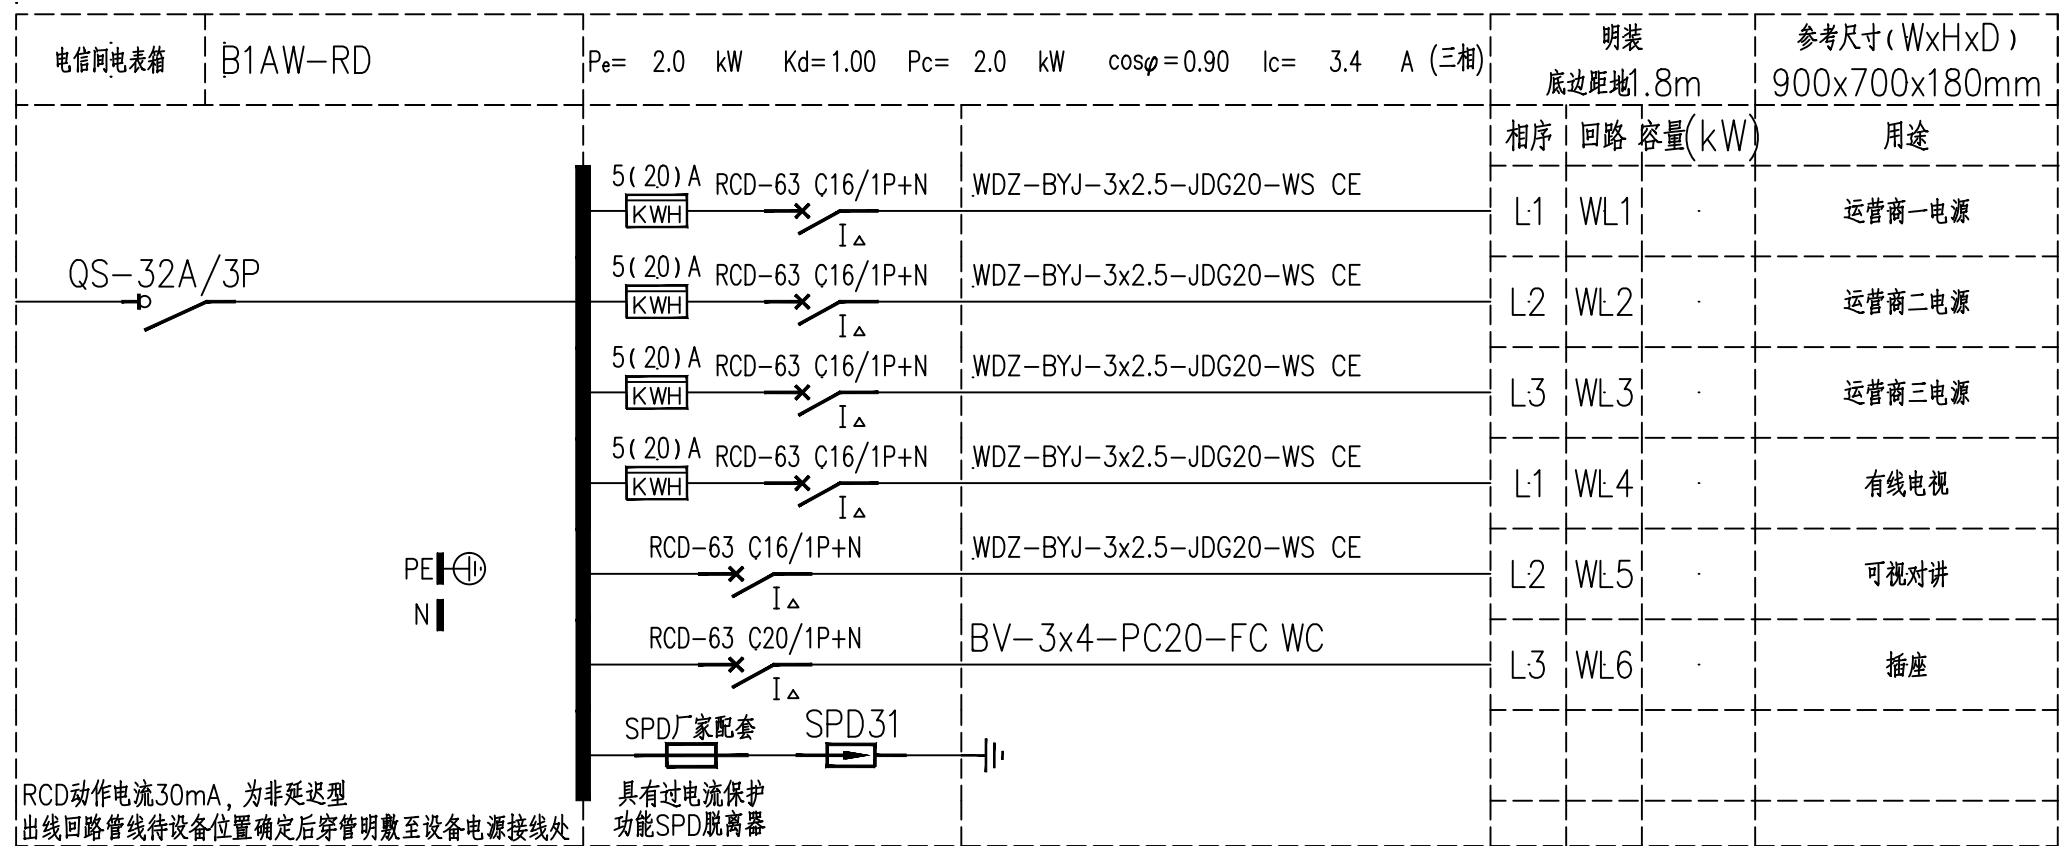 电信间电表箱 B1AW-RD Pe= 2.0 kW Kd=1.00 Pc= 2.0 kW cosφ=0.90 Ic= 3.4 A (三相)
明装
底边距地1.8m
参考尺寸(WxHxD)
900x700x180mm
相序 回路 容量(kW) 用途
QS-32A/3P
5(20)A RCD-63 C16/1P+N WDZ-BYJ-3x2.5-JDG20-WS CE
KWH I△ L1 WL1 运营商一电源
5(20)A RCD-63 C16/1P+N WDZ-BYJ-3x2.5-JDG20-WS CE
KWH I△ L2 WL2 运营商二电源
5(20)A RCD-63 C16/1P+N WDZ-BYJ-3x2.5-JDG20-WS CE
KWH I△ L3 WL3 运营商三电源
5(20)A RCD-63 C16/1P+N WDZ-BYJ-3x2.5-JDG20-WS CE
KWH I△ L1 WL4 有线电视
RCD-63 C16/1P+N WDZ-BYJ-3x2.5-JDG20-WS CE
I△ L2 WL5 可视对讲
PE
N
RCD-63 C20/1P+N BV-3x4-PC20-FC WC
I△ L3 WL6 插座
SPD厂家配套 SPD31
具有过电流保护
功能SPD脱离器
RCD动作电流30mA，为非延迟型
出线回路管线待设备位置确定后穿管明敷至设备电源接线处